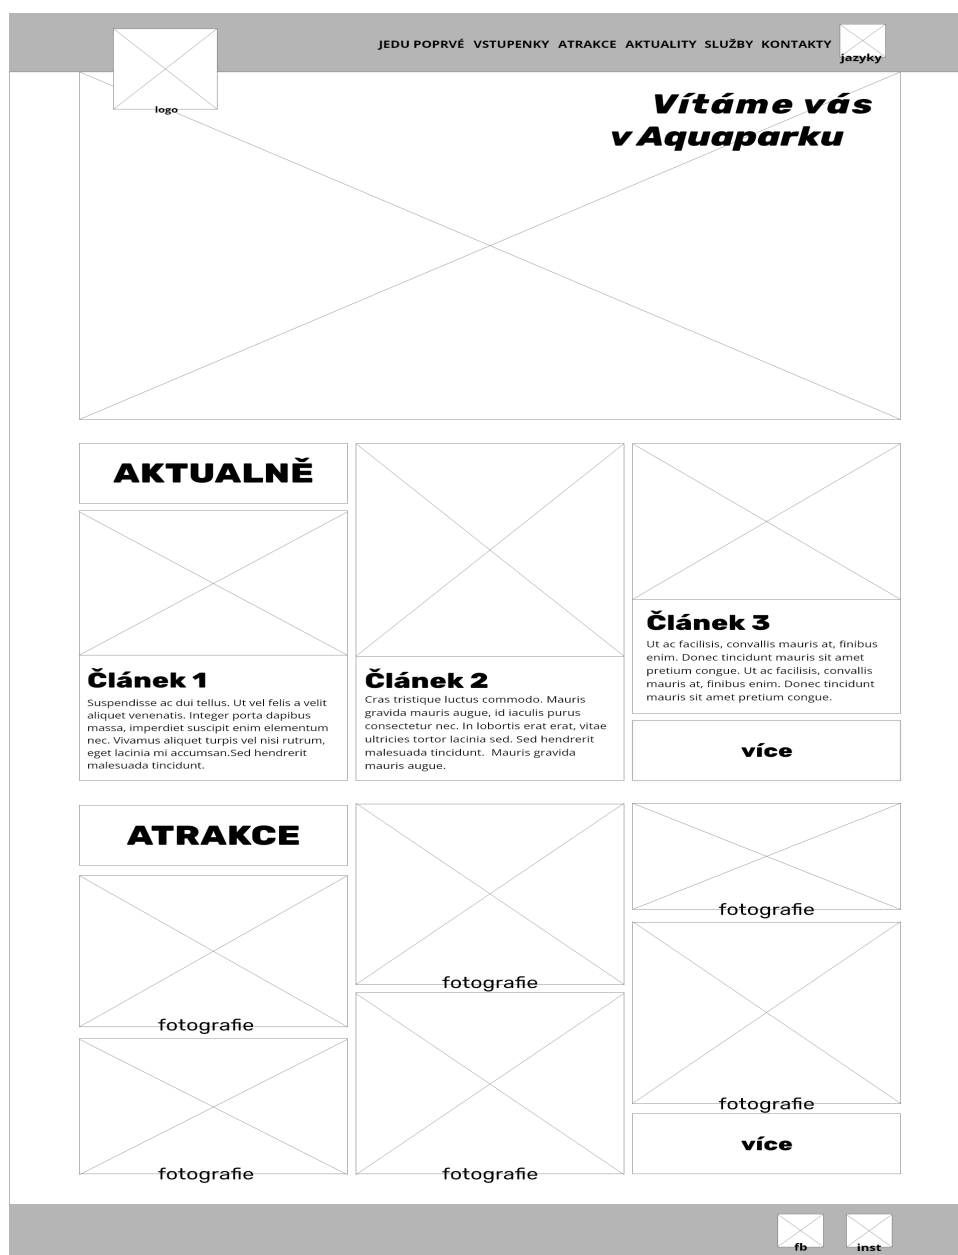 JEDU POPRVÉ VSTUPENKY ATRAKCE AKTUALITY SLUŽBY KONTAKTY
jazyky
logo
Vítáme vás
v Aquaparku
AKTUALNĚ
Článek 1
Suspendisse ac dui tellus. Ut vel felis a velit
aliquet venenatis. Integer porta dapibus
massa, imperdiet suscipit enim elementum
nec. Vivamus aliquet turpis vel nisi rutrum,
eget lacinia mi accumsan.Sed hendrerit
malesuada tincidunt.
Článek 2
Cras tristique luctus commodo. Mauris
gravida mauris augue, id iaculis purus
consectetur nec. In lobortis erat erat, vitae
ultricies tortor lacinia sed. Sed hendrerit
malesuada tincidunt.  Mauris gravida
mauris augue.
Článek 3
Ut ac facilisis, convallis mauris at, finibus
enim. Donec tincidunt mauris sit amet
pretium congue. Ut ac facilisis, convallis
mauris at, finibus enim. Donec tincidunt
mauris sit amet pretium congue.
více
ATRAKCE
fotografie
fotografie
fotografie
fotografie
fotografie
fotografie
více
fb
inst